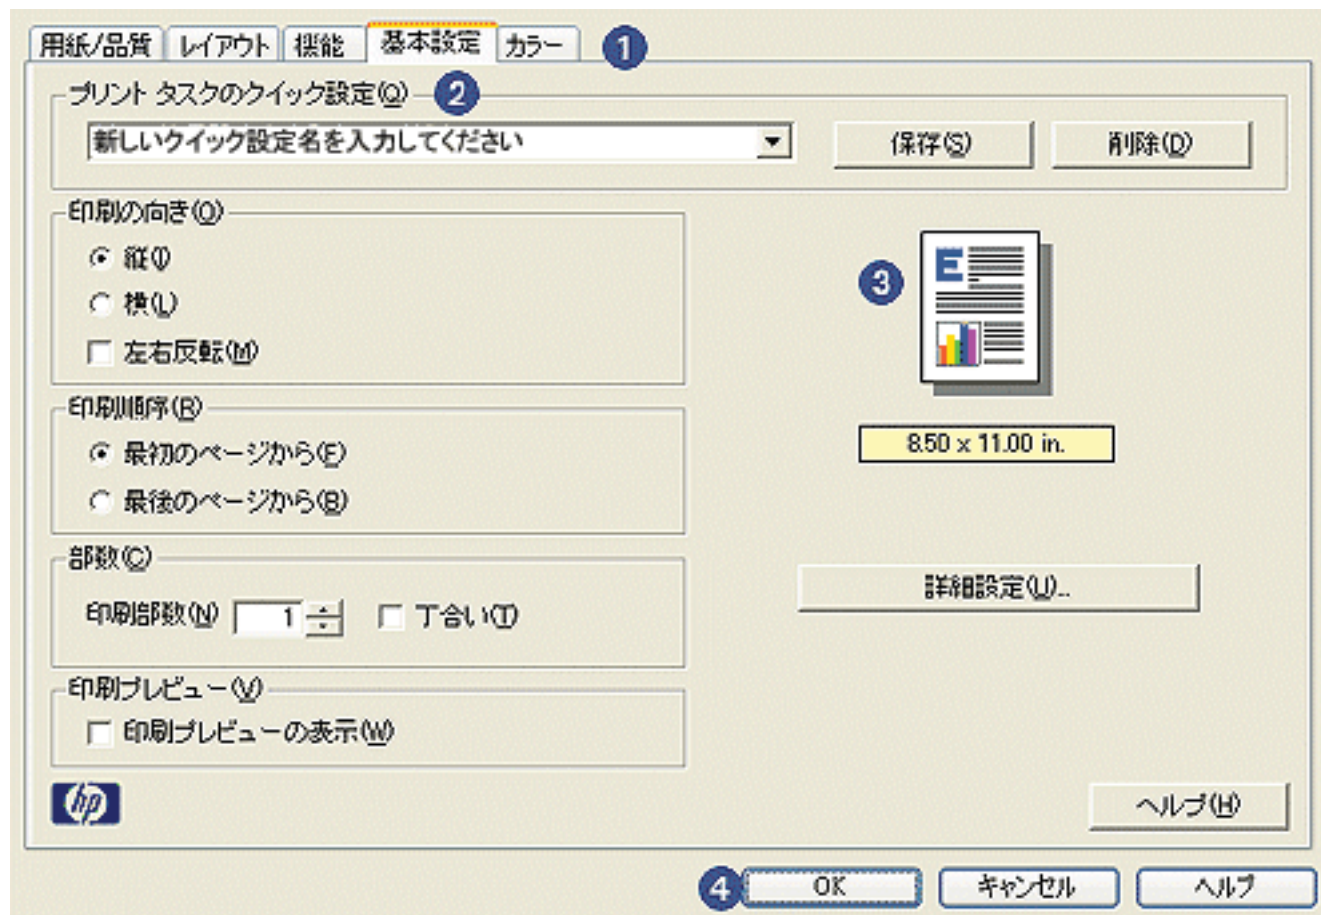 用紙/品質 レイアウト 機能 基本設定 カラー 1
プリント タスクのクイック設定(Q) 2
新しいクイック設定名を入力してください 保存(S) 削除(D)
印刷の向き(O)
縦(I)
横(L)
左右反転(M)
3
E
8.50 x 11.00 in.
印刷順序(R)
最初のページから(F)
最後のページから(B)
部数(C)
印刷部数(N) 1 丁合い(T)
詳細設定(U)...
印刷プレビュー(V)
印刷プレビューの表示(W)
hp
ヘルプ(H)
4 OK キャンセル ヘルプ